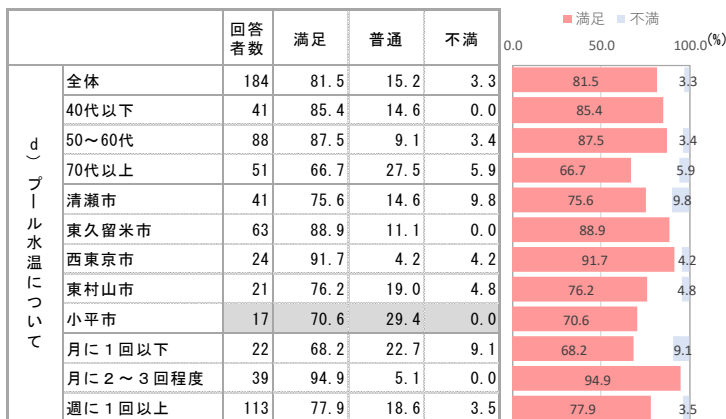 回答者数 満足 普通 不満
全体 184 81.5 15.2 3.3
40代以下 41 85.4 14.6 0.0
50～60代 88 87.5 9.1 3.4
70代以上 51 66.7 27.5 5.9
清瀬市 41 75.6 14.6 9.8
東久留米市 63 88.9 11.1 0.0
西東京市 24 91.7 4.2 4.2
東村山市 21 76.2 19.0 4.8
小平市 17 70.6 29.4 0.0
月に１回以下 22 68.2 22.7 9.1
月に２～３回程度 39 94.9 5.1 0.0
週に１回以上 113 77.9 18.6 3.5
d）プール水温について
満足 不満
0.0 50.0 100.0 (%)
81.5 3.3
85.4
87.5 3.4
66.7 5.9
75.6 9.8
88.9
91.7 4.2
76.2 4.8
70.6
68.2 9.1
94.9
77.9 3.5